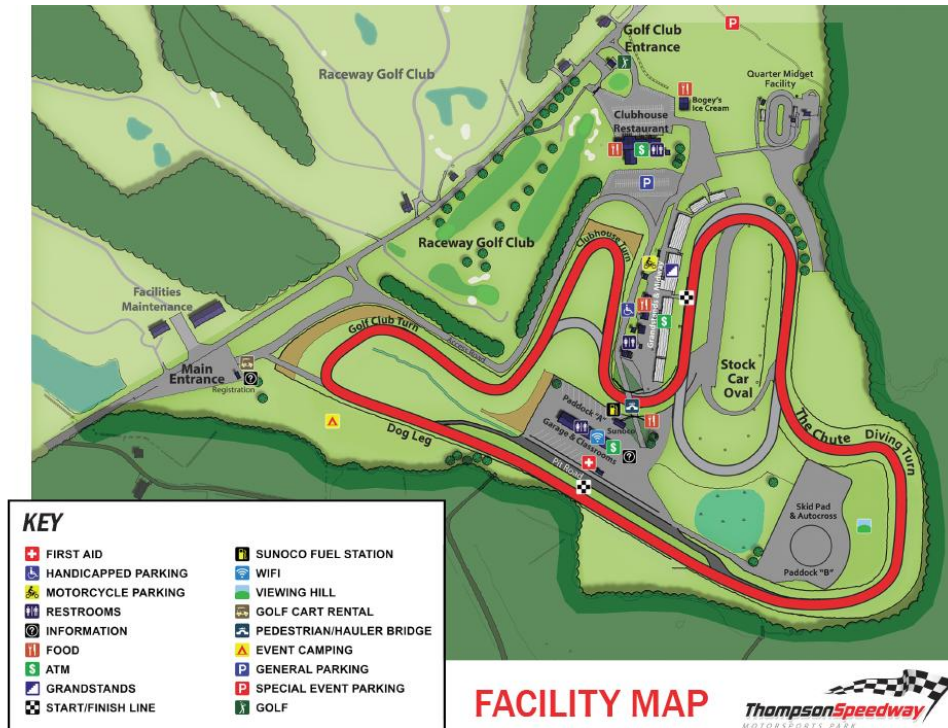 Golf Club
Entrance
Raceway Golf Club
Quarter Midget
Facility
Bogey's
Ice Cream
Clubhouse
Restaurant
Raceway Golf Club
Clubhouse Turn
Grandstands & Midway
Facilities
Maintenance
Golf Club Turn
Access Road
Main
Entrance
Registration
Stock
Car
Oval
Dog Leg
Paddock "A"
Sunoco
Garage & Classrooms
Pit Road
The Chute
Diving Turn
Skid Pad
& Autocross
Paddock "B"
KEY
FIRST AID
HANDICAPPED PARKING
MOTORCYCLE PARKING
RESTROOMS
INFORMATION
FOOD
ATM
GRANDSTANDS
START/FINISH LINE
SUNOCO FUEL STATION
WIFI
VIEWING HILL
GOLF CART RENTAL
PEDESTRIAN/HAULER BRIDGE
EVENT CAMPING
GENERAL PARKING
SPECIAL EVENT PARKING
GOLF
FACILITY MAP
ThompsonSpeedway
MOTORSPORTS PARK